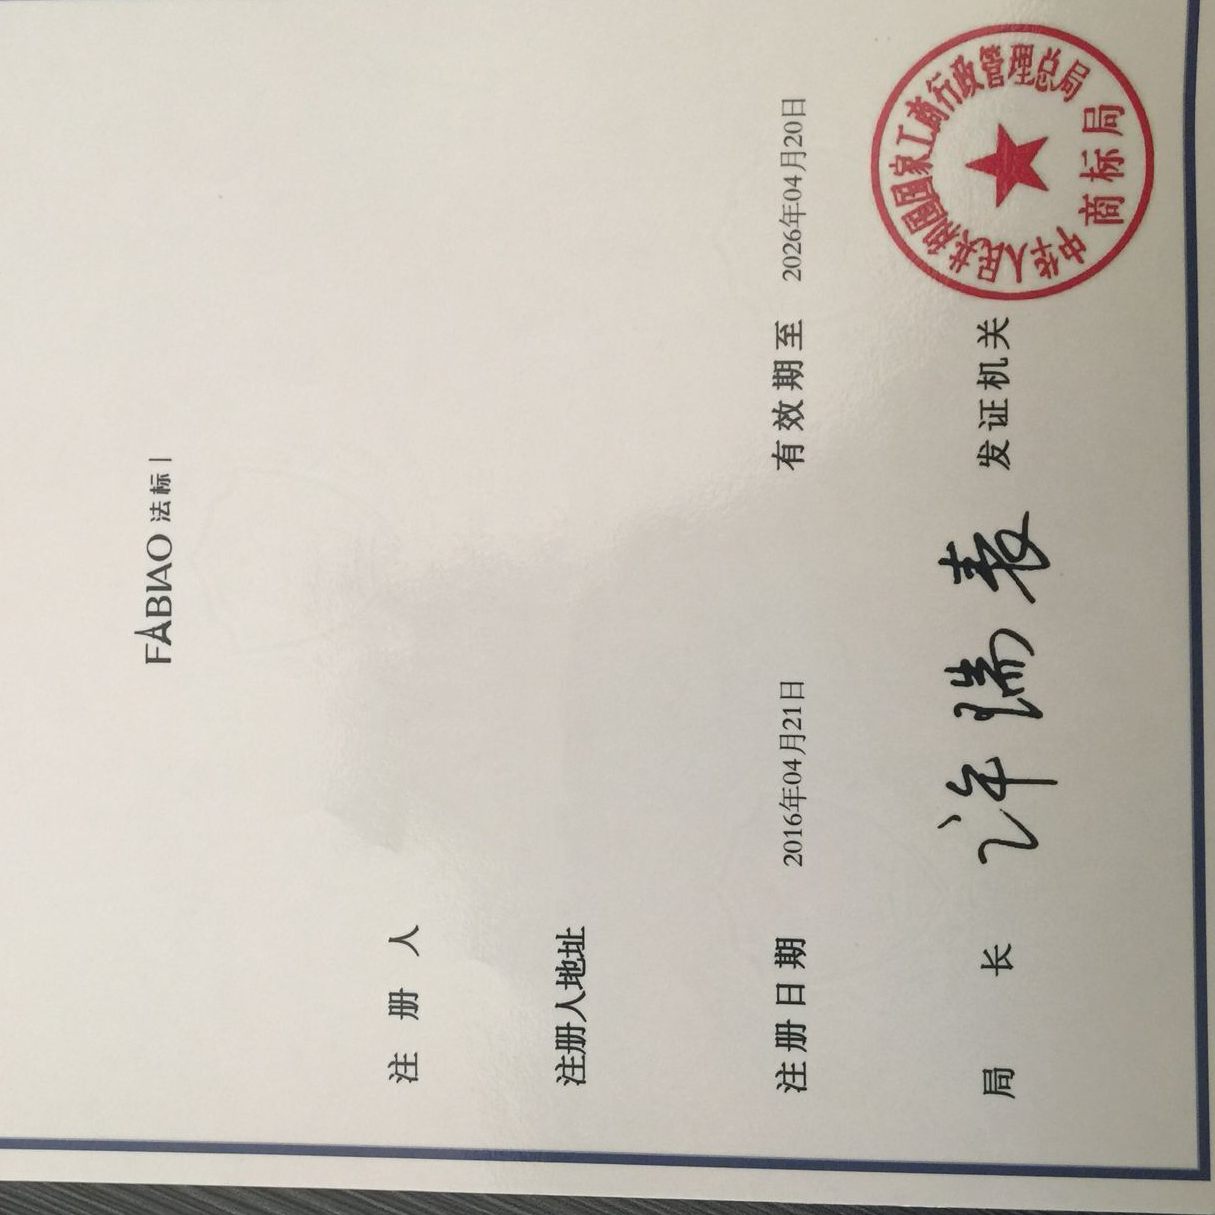 FABIAO 法标
注册人
注册人地址
注册日期 2016年04月21日 有效期至 2026年04月20日
局长 许瑞表 发证机关
中华人民共和国国家工商行政管理总局
商标局